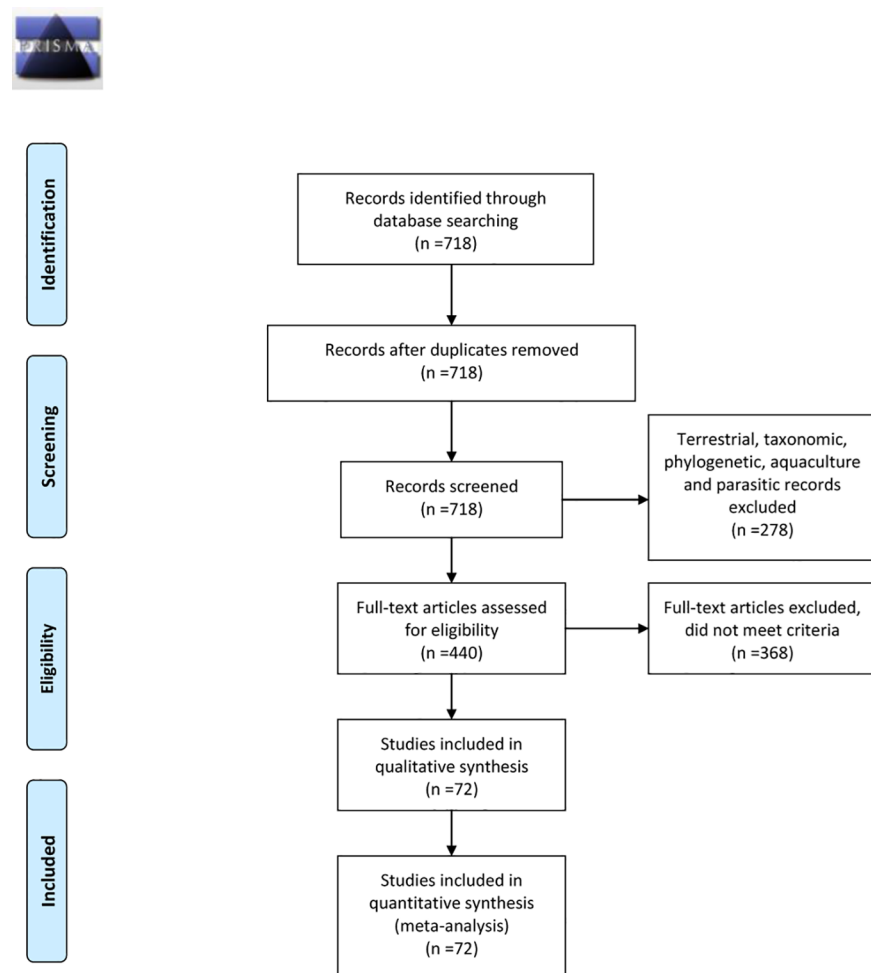 PRISMA
Identification
Records identified through
database searching
(n =718)
Records after duplicates removed
(n =718)
Screening
Records screened
(n =718)
Terrestrial, taxonomic,
phylogenetic, aquaculture
and parasitic records
excluded
(n =278)
Eligibility
Full-text articles assessed
for eligibility
(n =440)
Full-text articles excluded,
did not meet criteria
(n =368)
Studies included in
qualitative synthesis
(n =72)
Included
Studies included in
quantitative synthesis
(meta-analysis)
(n =72)